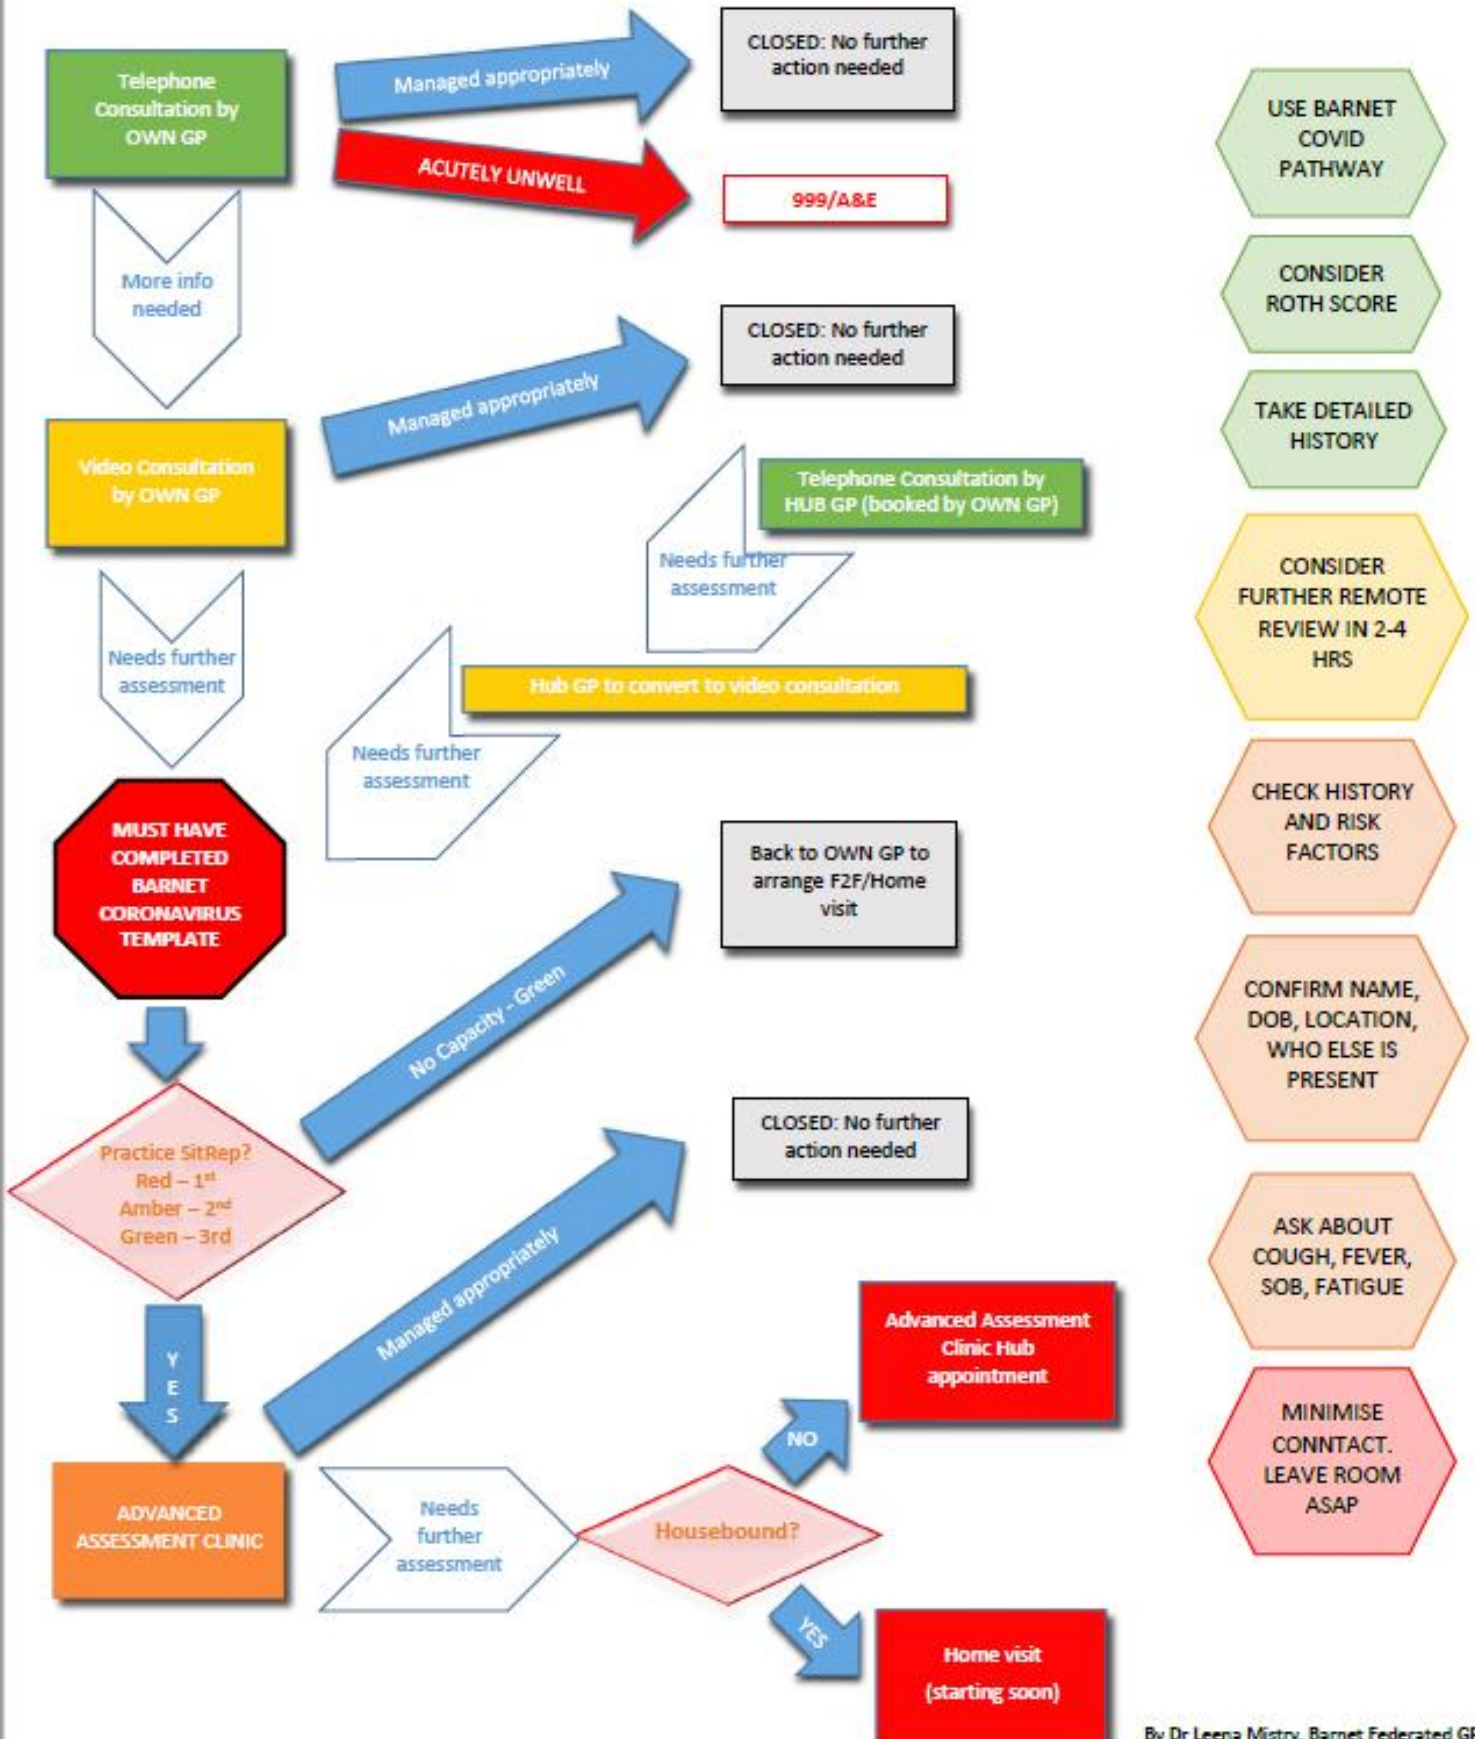 Telephone
Consultation by
OWN GP
Managed appropriately
CLOSED: No further
action needed
ACUTELY UNWELL
999/A&E
More info
needed
Managed appropriately
CLOSED: No further
action needed
Video Consultation
by OWN GP
Telephone Consultation by
HUB GP (booked by OWN GP)
Needs further
assessment
Needs further
assessment
Hub GP to convert to video consultation
Needs further
assessment
MUST HAVE
COMPLETED
BARNET
CORONAVIRUS
TEMPLATE
Back to OWN GP to
arrange F2F/Home
visit
No Capacity - Green
Practice SitRep?
Red – 1st
Amber – 2nd
Green – 3rd
CLOSED: No further
action needed
Managed appropriately
YES
ADVANCED
ASSESSMENT CLINIC
Needs
further
assessment
Housebound?
NO
Advanced Assessment
Clinic Hub
appointment
YES
Home visit
(starting soon)
USE BARNET
COVID
PATHWAY
CONSIDER
ROTH SCORE
TAKE DETAILED
HISTORY
CONSIDER
FURTHER REMOTE
REVIEW IN 2-4
HRS
CHECK HISTORY
AND RISK
FACTORS
CONFIRM NAME,
DOB, LOCATION,
WHO ELSE IS
PRESENT
ASK ABOUT
COUGH, FEVER,
SOB, FATIGUE
MINIMISE
CONNTACT.
LEAVE ROOM
ASAP
By Dr Leena Mistry, Barnet Federated GP